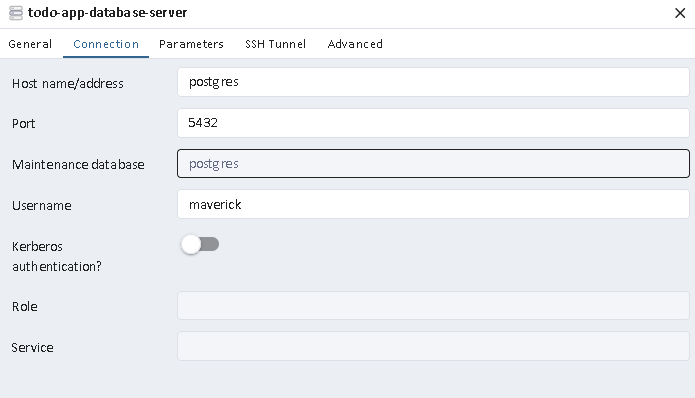 todo-app-database-server
General Connection Parameters SSH Tunnel Advanced
Host name/address postgres
Port 5432
Maintenance database postgres
Username maverick
Kerberos
authentication?
Role
Service